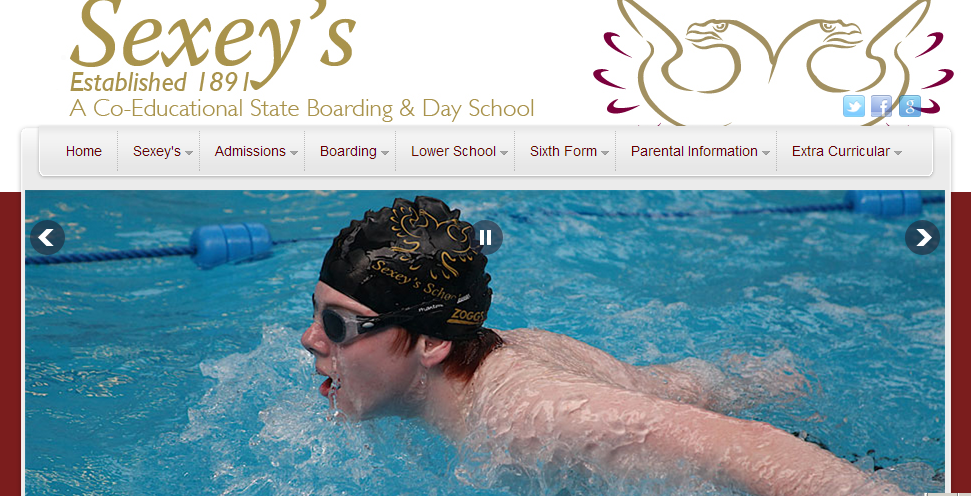 Sexey's
Established 1891
A Co-Educational State Boarding & Day School
Home Sexey's Admissions Boarding Lower School Sixth Form Parental Information Extra Curricular
Sexey's School
ZOGGS